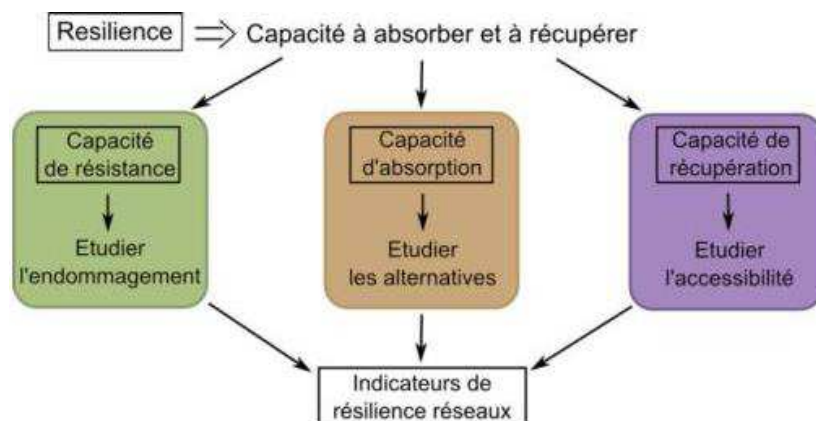 Resilience ⇒ Capacité à absorber et à récupérer
Capacité
de résistance
Etudier
l'endommagement
Capacité
d'absorption
Etudier
les alternatives
Capacité de
récupération
Etudier
l'accessibilité
Indicateurs de
résilience réseaux